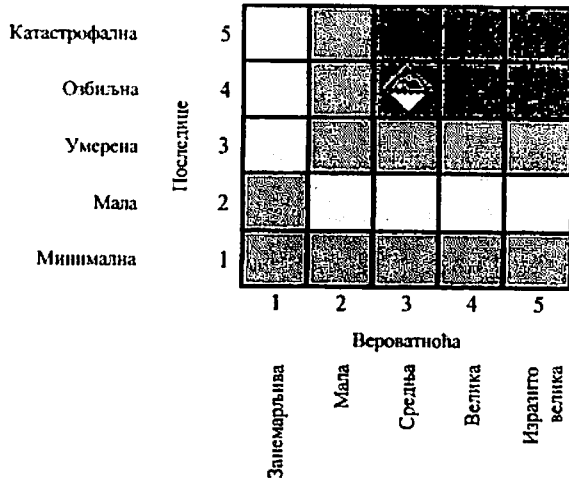 Катастрофална 5
Озбиљна 4
Умерена 3
Мала 2
Минимална 1
Последице
1 2 3 4 5
Вероватноћа
Занемарљива
Мала
Средња
Велика
Изразито
велика